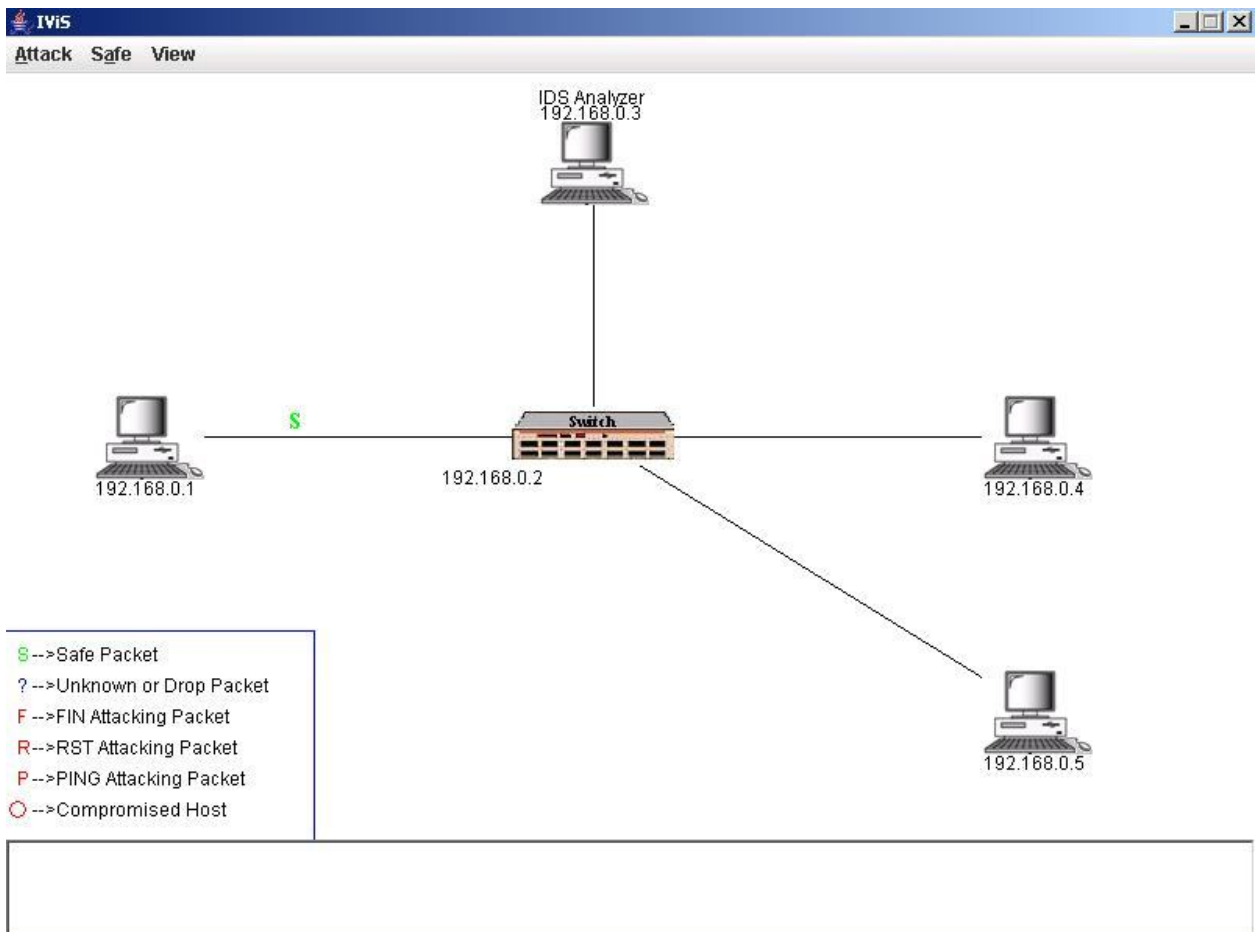 IViS
Attack Safe View
IDS Analyzer
192.168.0.3
S
Switch
192.168.0.1
192.168.0.2
192.168.0.4
192.168.0.5
S-->Safe Packet
?-->Unknown or Drop Packet
F-->FIN Attacking Packet
R-->RST Attacking Packet
P-->PING Attacking Packet
-->Compromised Host